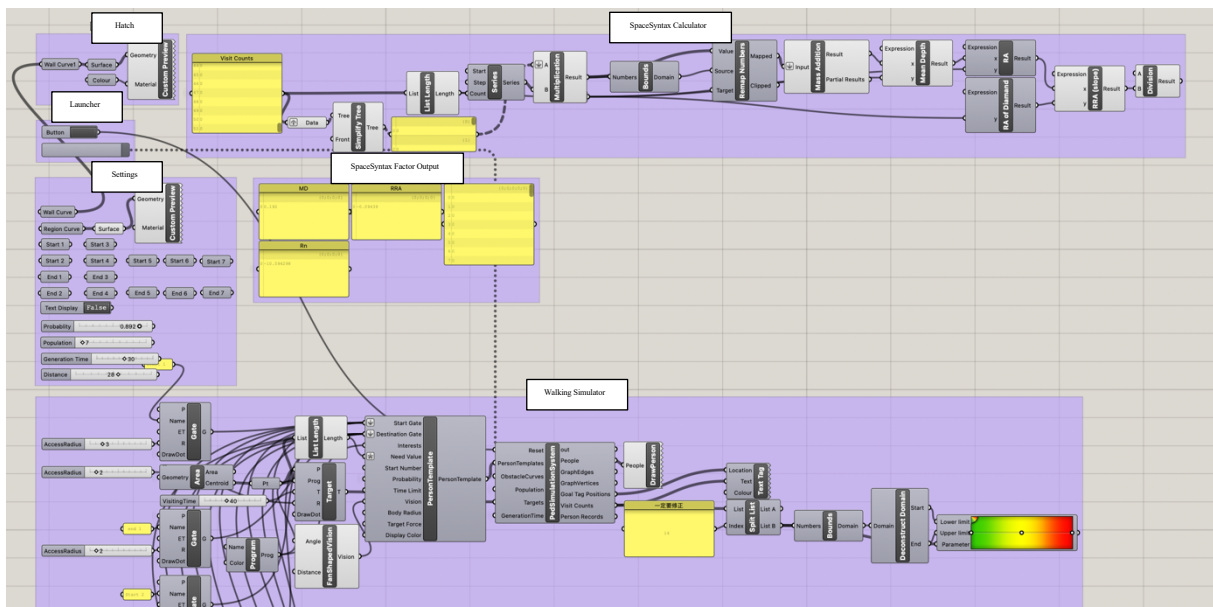 Hatch
Wall Curve1
Surface
Colour
Geometry
Material
Custom Preview
Launcher
Button
Settings
Wall Curve
Region Curve
Surface
Geometry
Material
Custom Preview
Start 1
Start 3
Start 2
Start 4
Start 5
Start 6
Start 7
End 1
End 3
End 2
End 4
End 5
End 6
End 7
Text Display
False
Probablity
0.892
Population
7
Generation Time
30
Distance
28
SpaceSyntax Calculator
Visit Counts
Data
Tree
Front
Simplify Tree
Tree
List
List Length
Length
Start
Step
Count
Series
Series
A
B
Multiplication
Result
Numbers
Bounds
Domain
Value
Source
Target
Remap Numbers
Mapped
Clipped
Input
Mass Addition
Result
Partial Results
Expression
x
y
Mean Depth
Result
Expression
x
RA
Result
Expression
y
RA of Diamand
Result
Expression
x
y
RRA (slope)
Result
A
B
Division
Result
SpaceSyntax Factor Output
MD
RRA
Rn
Walking Simulator
AccessRadius
3
AccessRadius
2
VisitingTime
40
AccessRadius
2
P
Name
ET
R
DrawDot
Gate
G
Geometry
Area
Area
Centroid
Pt
P
Name
ET
R
DrawDot
Gate
G
P
Name
ET
Gate
G
Name
Color
Program
Prog
List
List Length
Length
P
Prog
T
R
DrawDot
Target
T
Angle
Distance
FanShapedVision
Vision
Start Gate
Destination Gate
Interests
Need Value
Start Number
Probability
Time Limit
Vision
Body Radius
Target Force
Display Color
PersonTemplate
PersonTemplate
Reset
PersonTemplates
ObstacleCurves
Population
Targets
GenerationTime
PedSimulationSystem
out
People
GraphEdges
GraphVertices
Goal Tag Positions
Visit Counts
Person Records
People
DrawPerson
一定要修正
Location
Text
Colour
Text Tag
List
Index
Split List
List A
List B
Numbers
Bounds
Domain
Domain
Deconstruct Domain
Start
End
Lower limit
Upper limit
Parameter